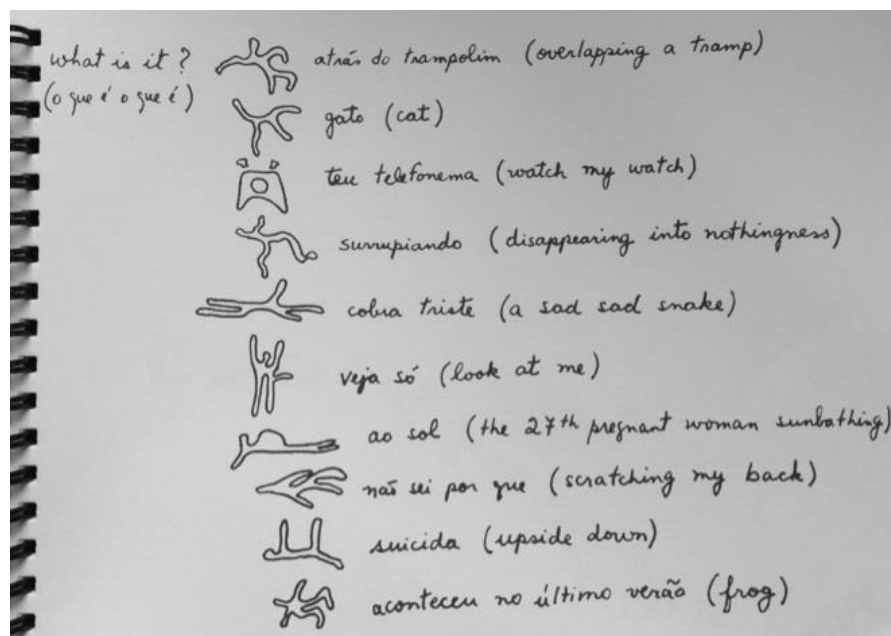 what is it?
(o que é o que é)
atrás do trampolim (overlapping a tramp)
gato (cat)
teu telefonema (watch my watch)
surrupiando (disappearing into nothingness)
cobra triste (a sad sad snake)
veja só (look at me)
ao sol (the 27th pregnant woman sunbathing)
não sei por que (scratching my back)
suicida (upside down)
aconteceu no último verão (frog)